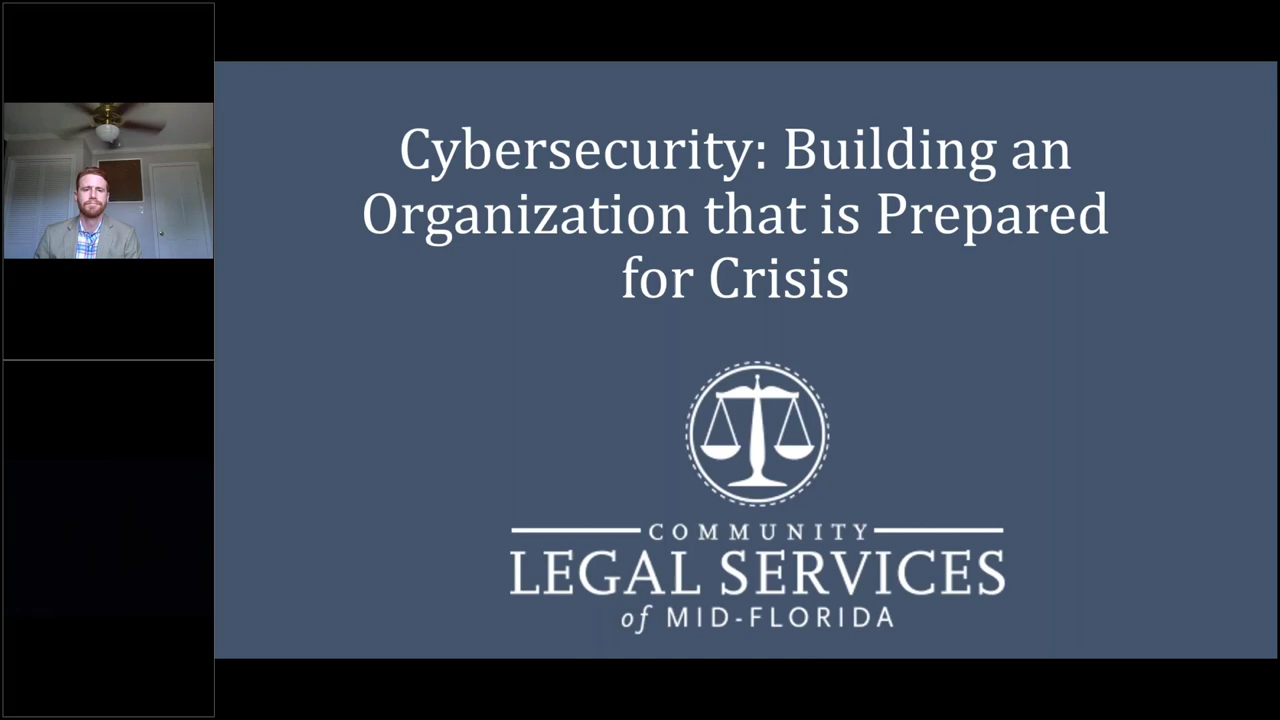 Cybersecurity: Building an
Organization that is Prepared
for Crisis
COMMUNITY
LEGAL SERVICES
of MID-FLORIDA